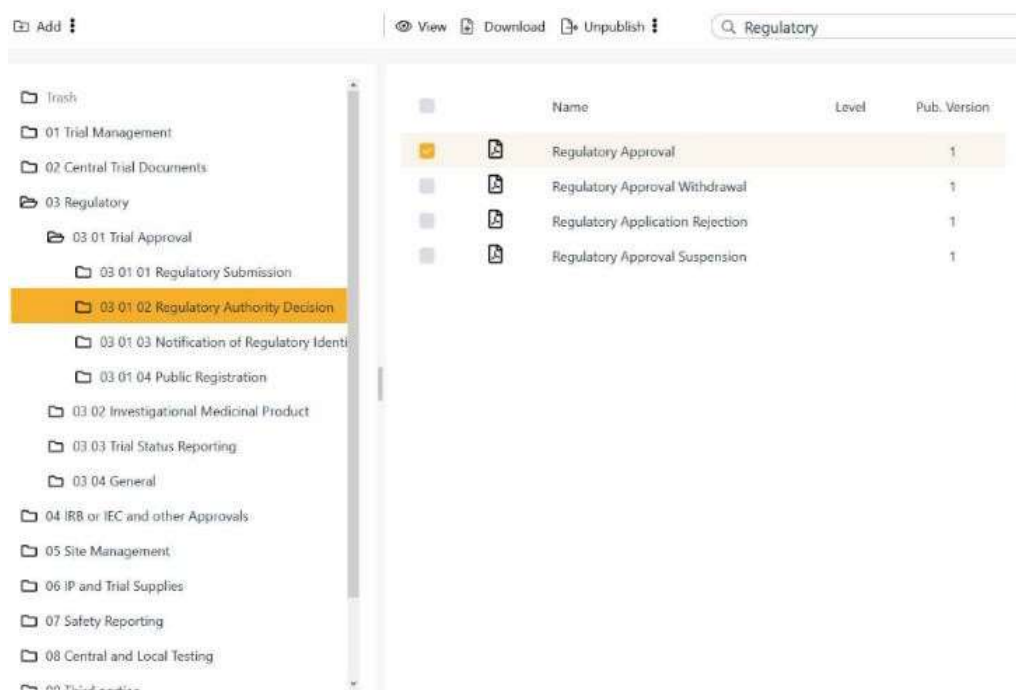 Add
View Download Unpublish
Regulatory
Trash
01 Trial Management
02 Central Trial Documents
03 Regulatory
03 01 Trial Approval
03 01 01 Regulatory Submission
03 01 02 Regulatory Authority Decision
03 01 03 Notification of Regulatory Identi
03 01 04 Public Registration
03 02 Investigational Medicinal Product
03 03 Trial Status Reporting
03 04 General
04 IRB or IEC and other Approvals
05 Site Management
06 IP and Trial Supplies
07 Safety Reporting
08 Central and Local Testing
Name Level Pub. Version
Regulatory Approval 1
Regulatory Approval Withdrawal 1
Regulatory Application Rejection 1
Regulatory Approval Suspension 1